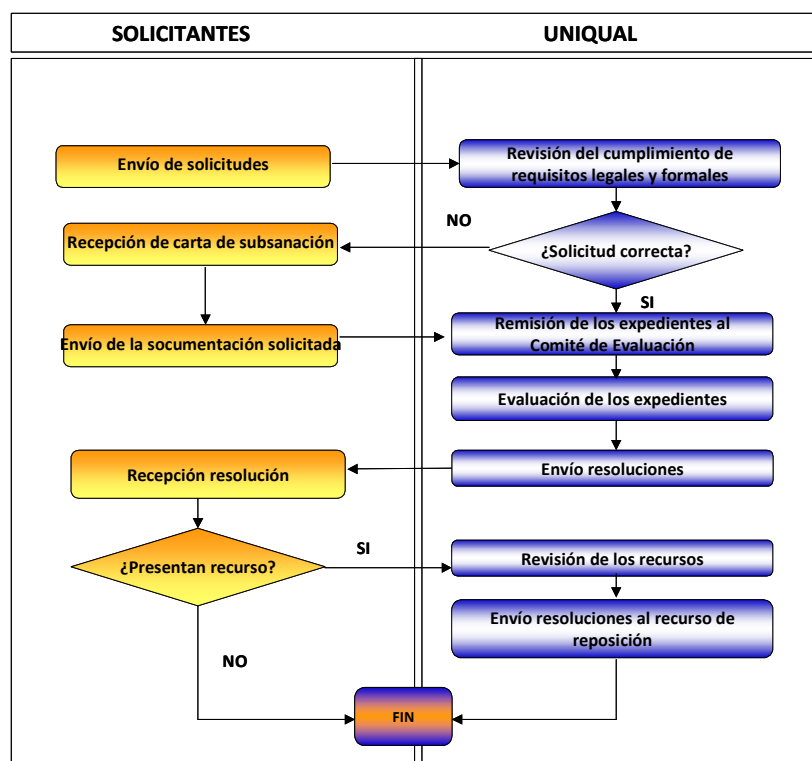 SOLICITANTES
UNIQUAL
Envío de solicitudes
Revisión del cumplimiento de
requisitos legales y formales
NO
Recepción de carta de subsanación
¿Solicitud correcta?
SI
Envío de la socumentación solicitada
Remisión de los expedientes al
Comité de Evaluación
Evaluación de los expedientes
Envío resoluciones
Recepción resolución
SI
¿Presentan recurso?
Revisión de los recursos
Envío resoluciones al recurso de
reposición
NO
FIN